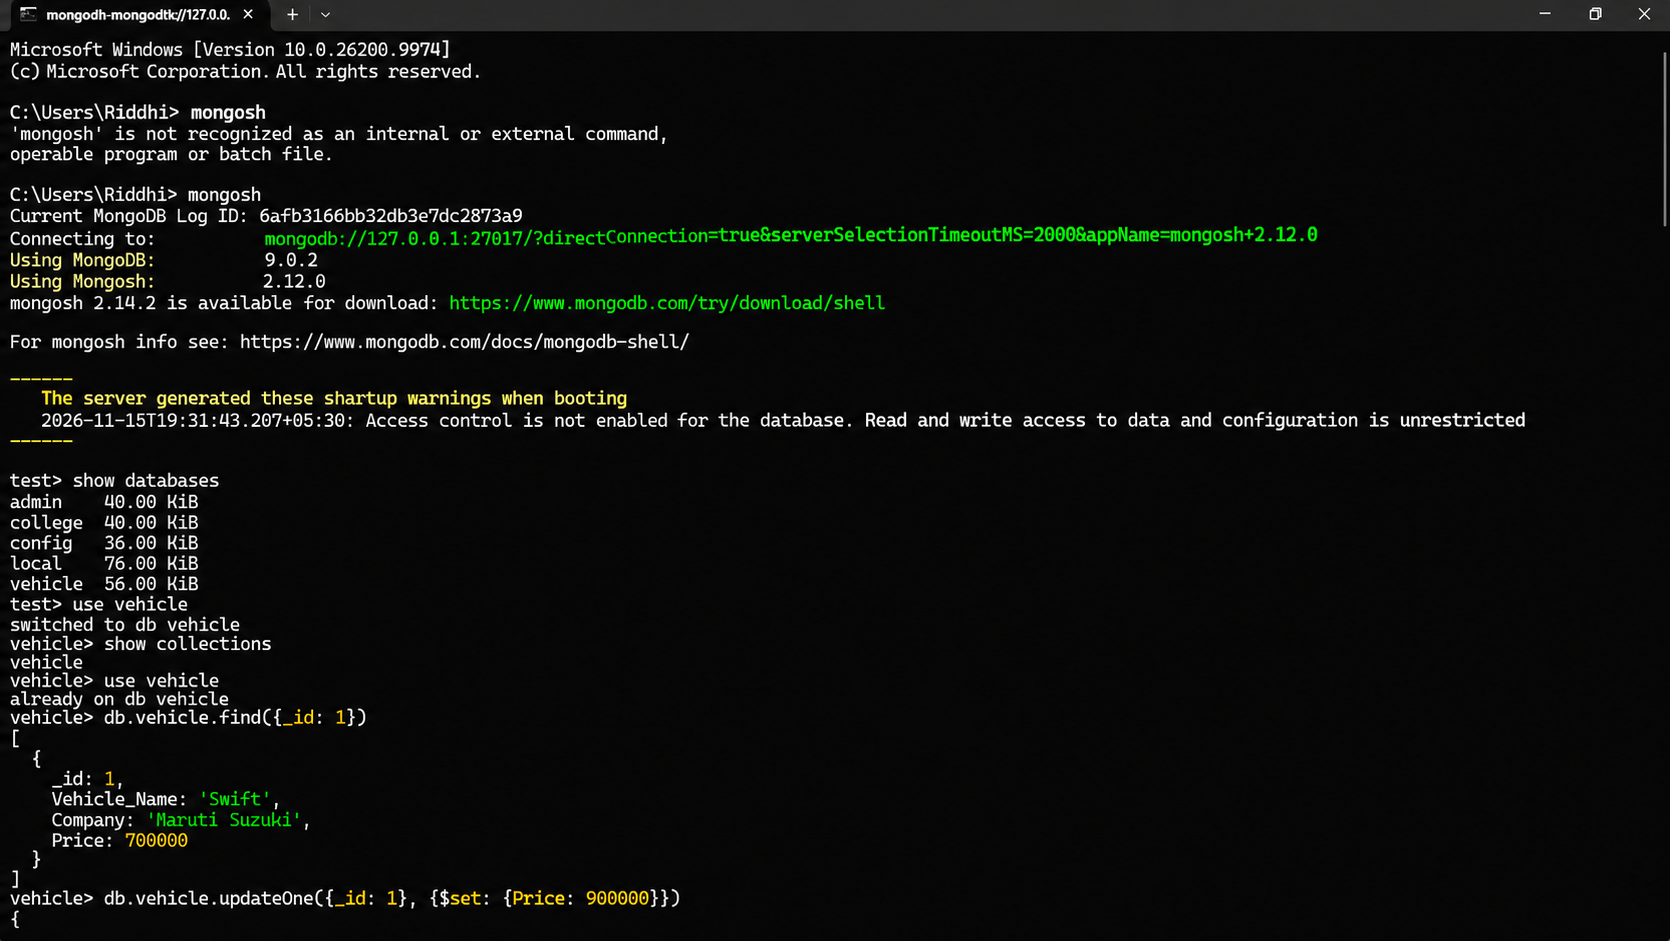 mongodh-mongodtk://127.0.0.
Microsoft Windows [Version 10.0.26200.9974]
(c) Microsoft Corporation. All rights reserved.
C:\Users\Riddhi> mongosh
'mongosh' is not recognized as an internal or external command,
operable program or batch file.
C:\Users\Riddhi> mongosh
Current MongoDB Log ID: 6afb3166bb32db3e7dc2873a9
Connecting to: mongodb://127.0.0.1:27017/?directConnection=true&serverSelectionTimeoutMS=2000&appName=mongosh+2.12.0
Using MongoDB: 9.0.2
Using Mongosh: 2.12.0
mongosh 2.14.2 is available for download: https://www.mongodb.com/try/download/shell
For mongosh info see: https://www.mongodb.com/docs/mongodb-shell/
------
The server generated these shartup warnings when booting
2026-11-15T19:31:43.207+05:30: Access control is not enabled for the database. Read and write access to data and configuration is unrestricted
------
test> show databases
admin 40.00 KiB
college 40.00 KiB
config 36.00 KiB
local 76.00 KiB
vehicle 56.00 KiB
test> use vehicle
switched to db vehicle
vehicle> show collections
vehicle
vehicle> use vehicle
already on db vehicle
vehicle> db.vehicle.find({_id: 1})
[
{
_id: 1,
Vehicle_Name: 'Swift',
Company: 'Maruti Suzuki',
Price: 700000
}
]
vehicle> db.vehicle.updateOne({_id: 1}, {$set: {Price: 900000}})
{